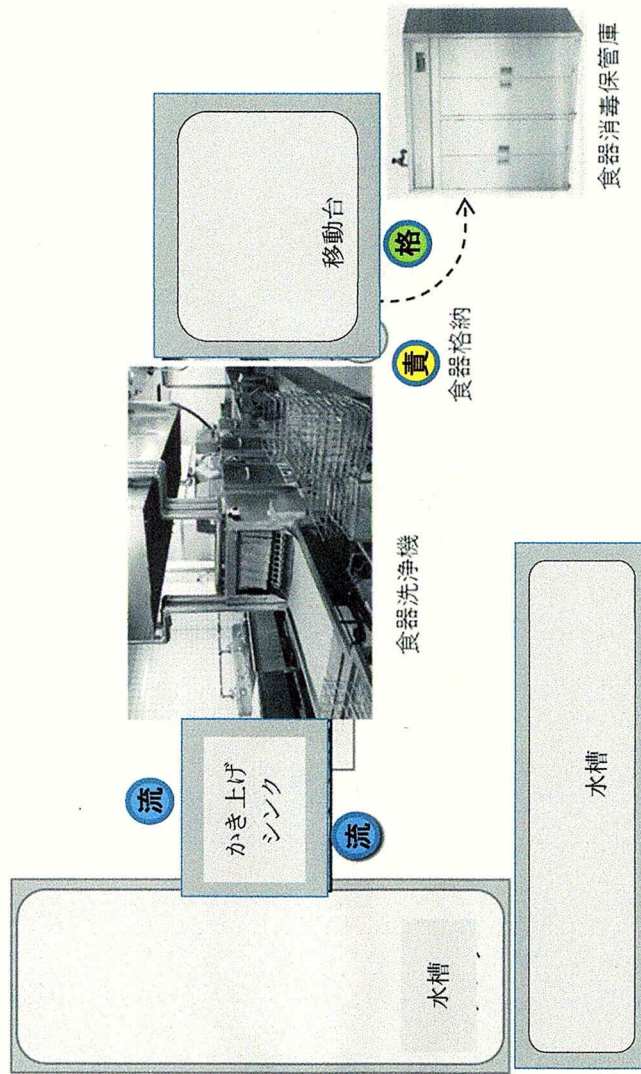 水槽
かき上げ
シンク
流
流
食器洗浄機
移動台
責
格
食器格納
食器消毒保管庫
水槽